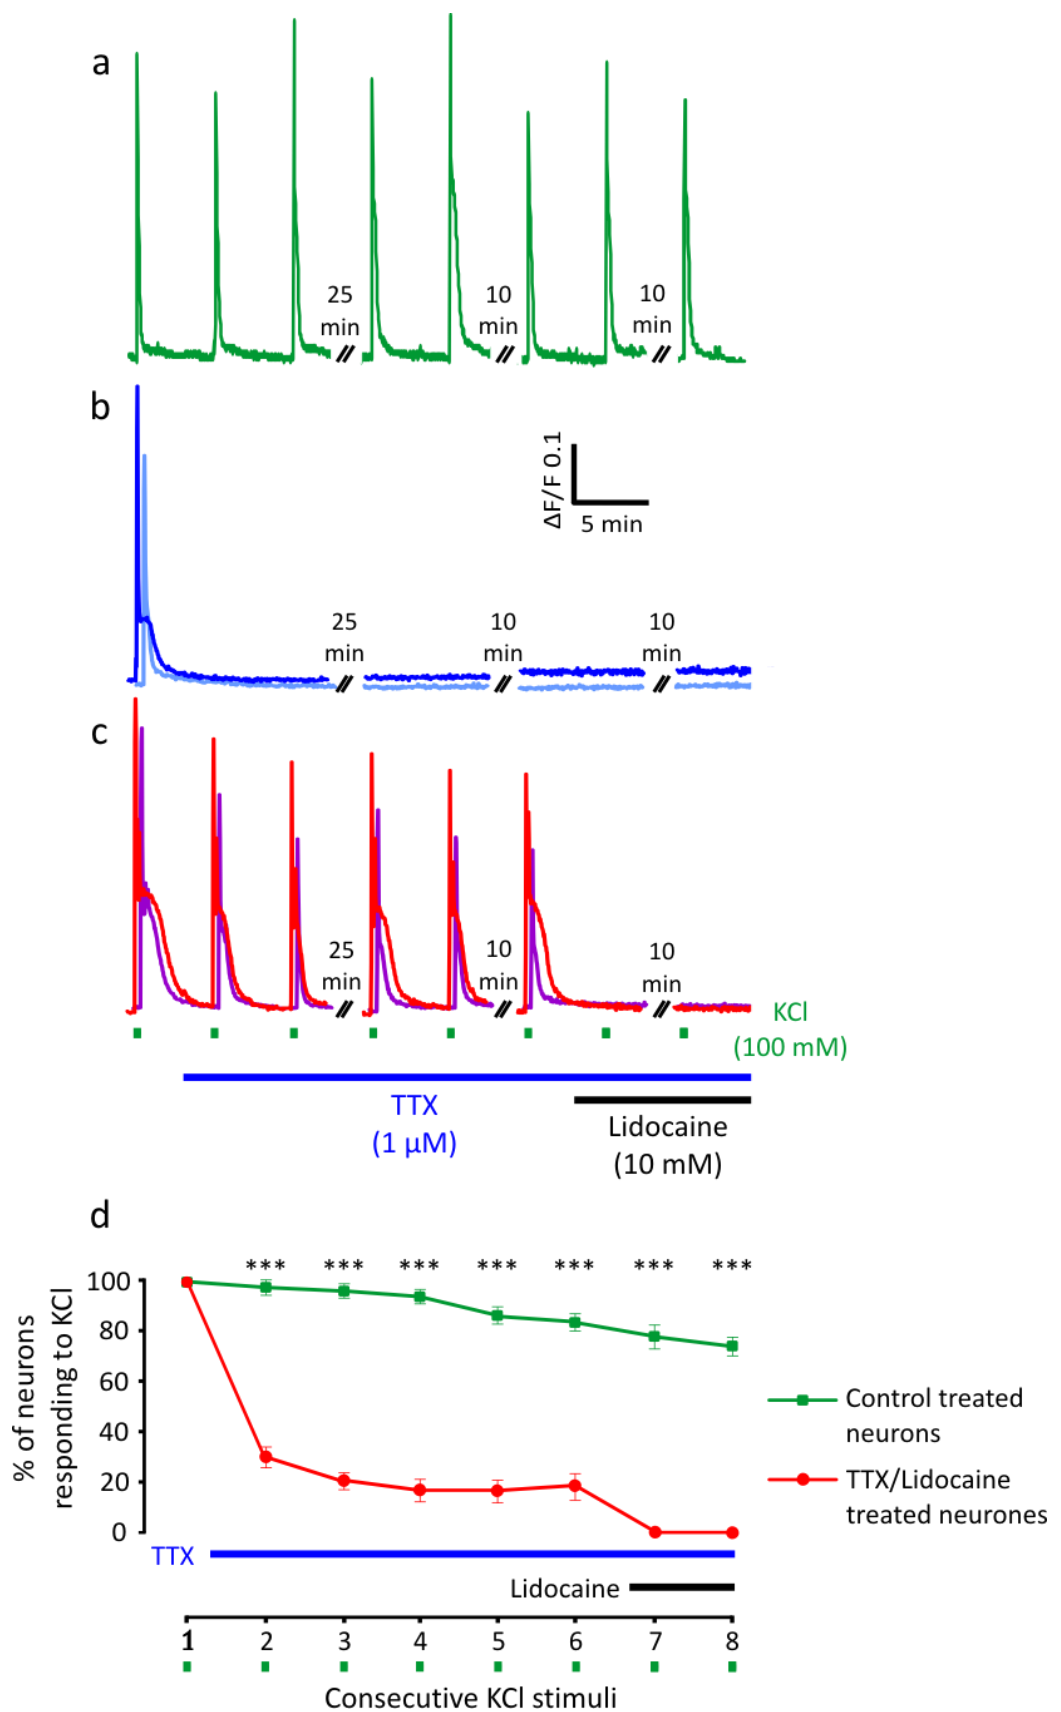 a
25
min
10
min
10
min
b
ΔF/F 0.1
5 min
25
min
10
min
10
min
c
25
min
10
min
10
min
KCl
(100 mM)
TTX
(1 µM)
Lidocaine
(10 mM)
d
*** *** *** *** *** *** ***
% of neurons
responding to KCl
100
80
60
40
20
0
Control treated
neurons
TTX/Lidocaine
treated neurones
TTX
Lidocaine
1 2 3 4 5 6 7 8
Consecutive KCl stimuli